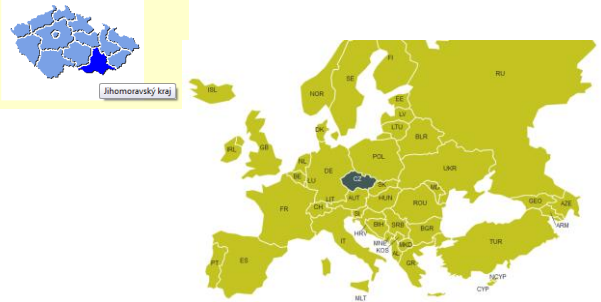 Jihomoravský kraj
ISL
FI
SE
NOR
RU
EE
LV
LTU
DK
BLR
IRL
GB
NL
POL
DE
BE
LU
CZ
UKR
SK
LIT
AUT
HUN
MD
FR
CH
ROU
SI
HRV
BIH
SRB
IT
MNE
KOS
BGR
MKD
AL
GR
PT
ES
GEO
AZE
ARM
TUR
NCYP
CYP
MLT